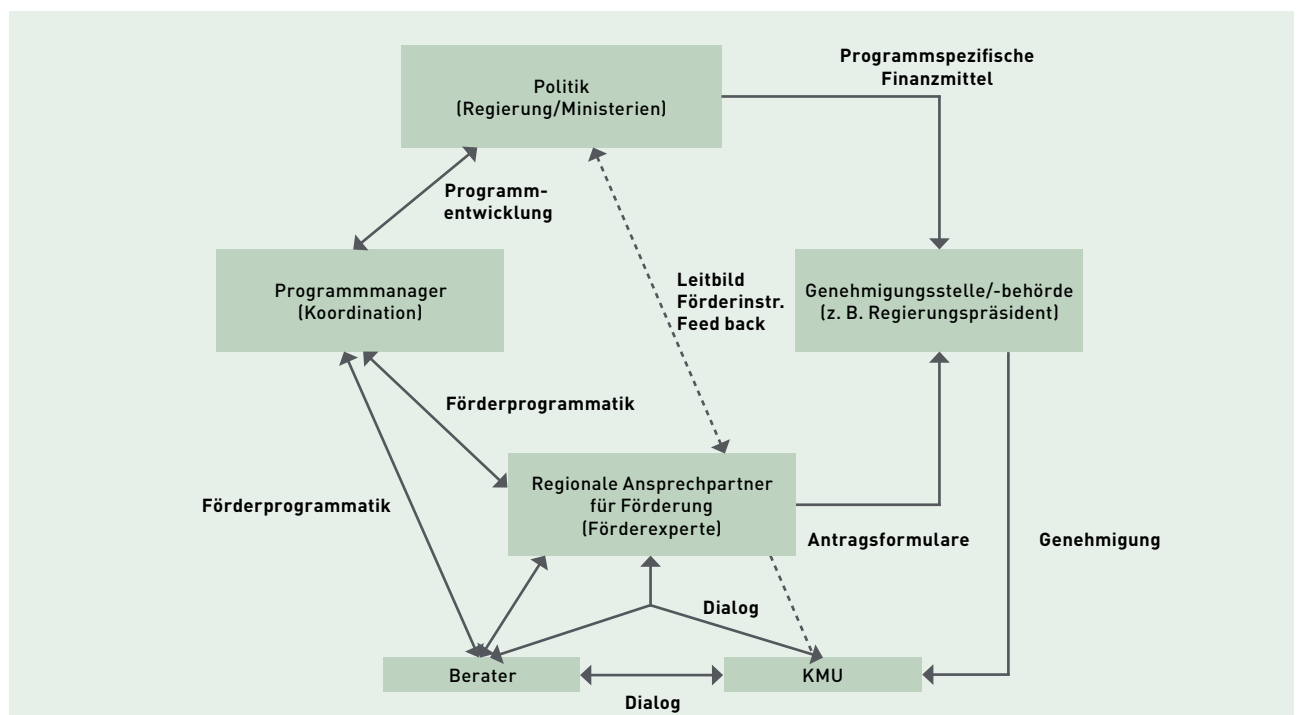 Programmspezifische
Finanzmittel
Politik
(Regierung/Ministerien)
Programm-
entwicklung
Leitbild
Förderinstr.
Feed back
Programmmanager
(Koordination)
Genehmigungsstelle/-behörde
(z. B. Regierungspräsident)
Förderprogrammatik
Regionale Ansprechpartner
für Förderung
(Förderexperte)
Förderprogrammatik
Antragsformulare
Genehmigung
Dialog
Berater
KMU
Dialog